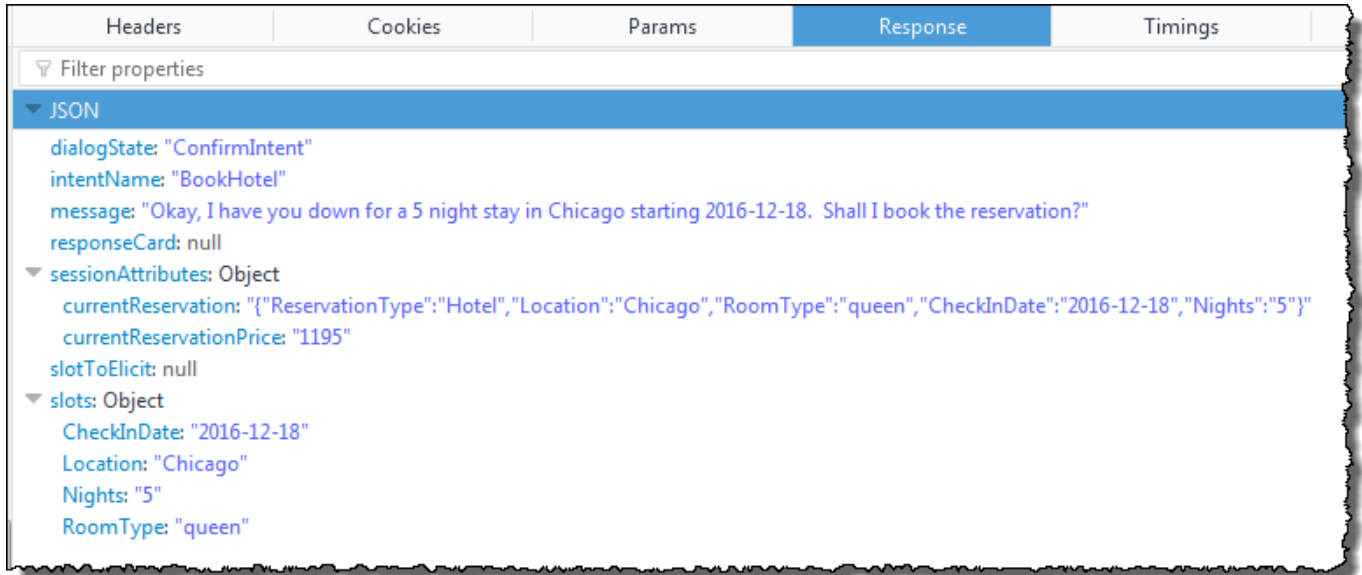 Headers Cookies Params Response Timings
Filter properties
JSON
dialogState: "ConfirmIntent"
intentName: "BookHotel"
message: "Okay, I have you down for a 5 night stay in Chicago starting 2016-12-18.  Shall I book the reservation?"
responseCard: null
sessionAttributes: Object
currentReservation: "{"ReservationType":"Hotel","Location":"Chicago","RoomType":"queen","CheckInDate":"2016-12-18","Nights":"5"}"
currentReservationPrice: "1195"
slotToElicit: null
slots: Object
CheckInDate: "2016-12-18"
Location: "Chicago"
Nights: "5"
RoomType: "queen"